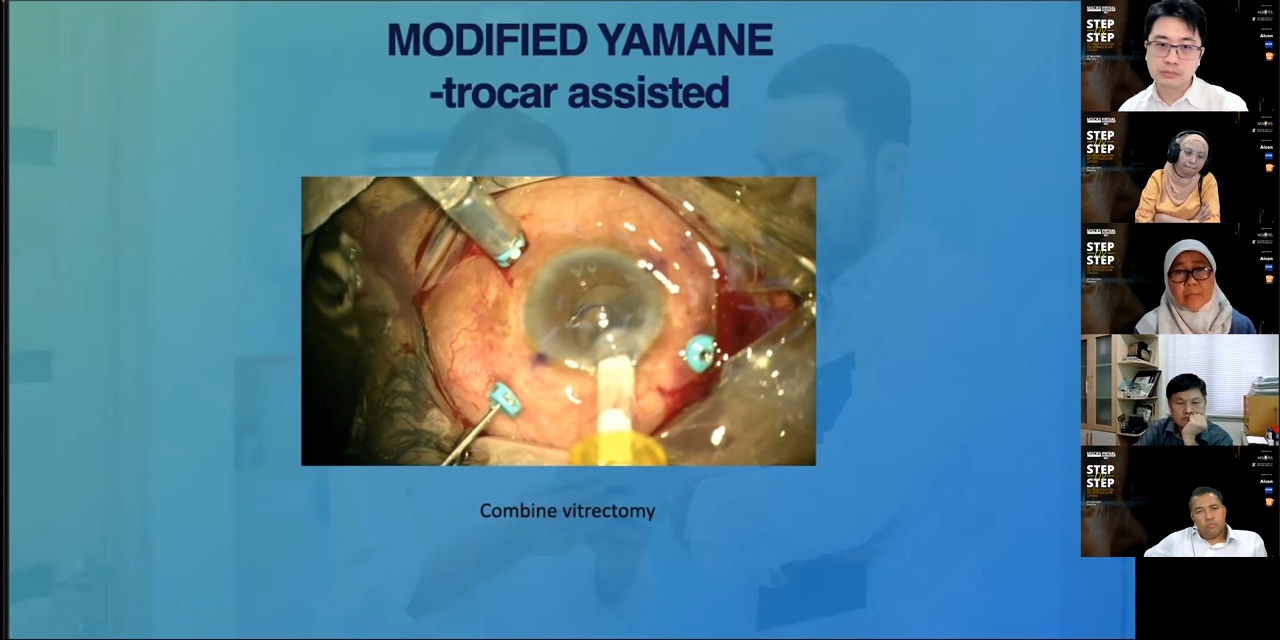 MODIFIED YAMANE
-trocar assisted
Combine vitrectomy
STEP
STEP
Alcon
STEP
STEP
Alcon
STEP
STEP
Alcon
STEP
STEP
Alcon